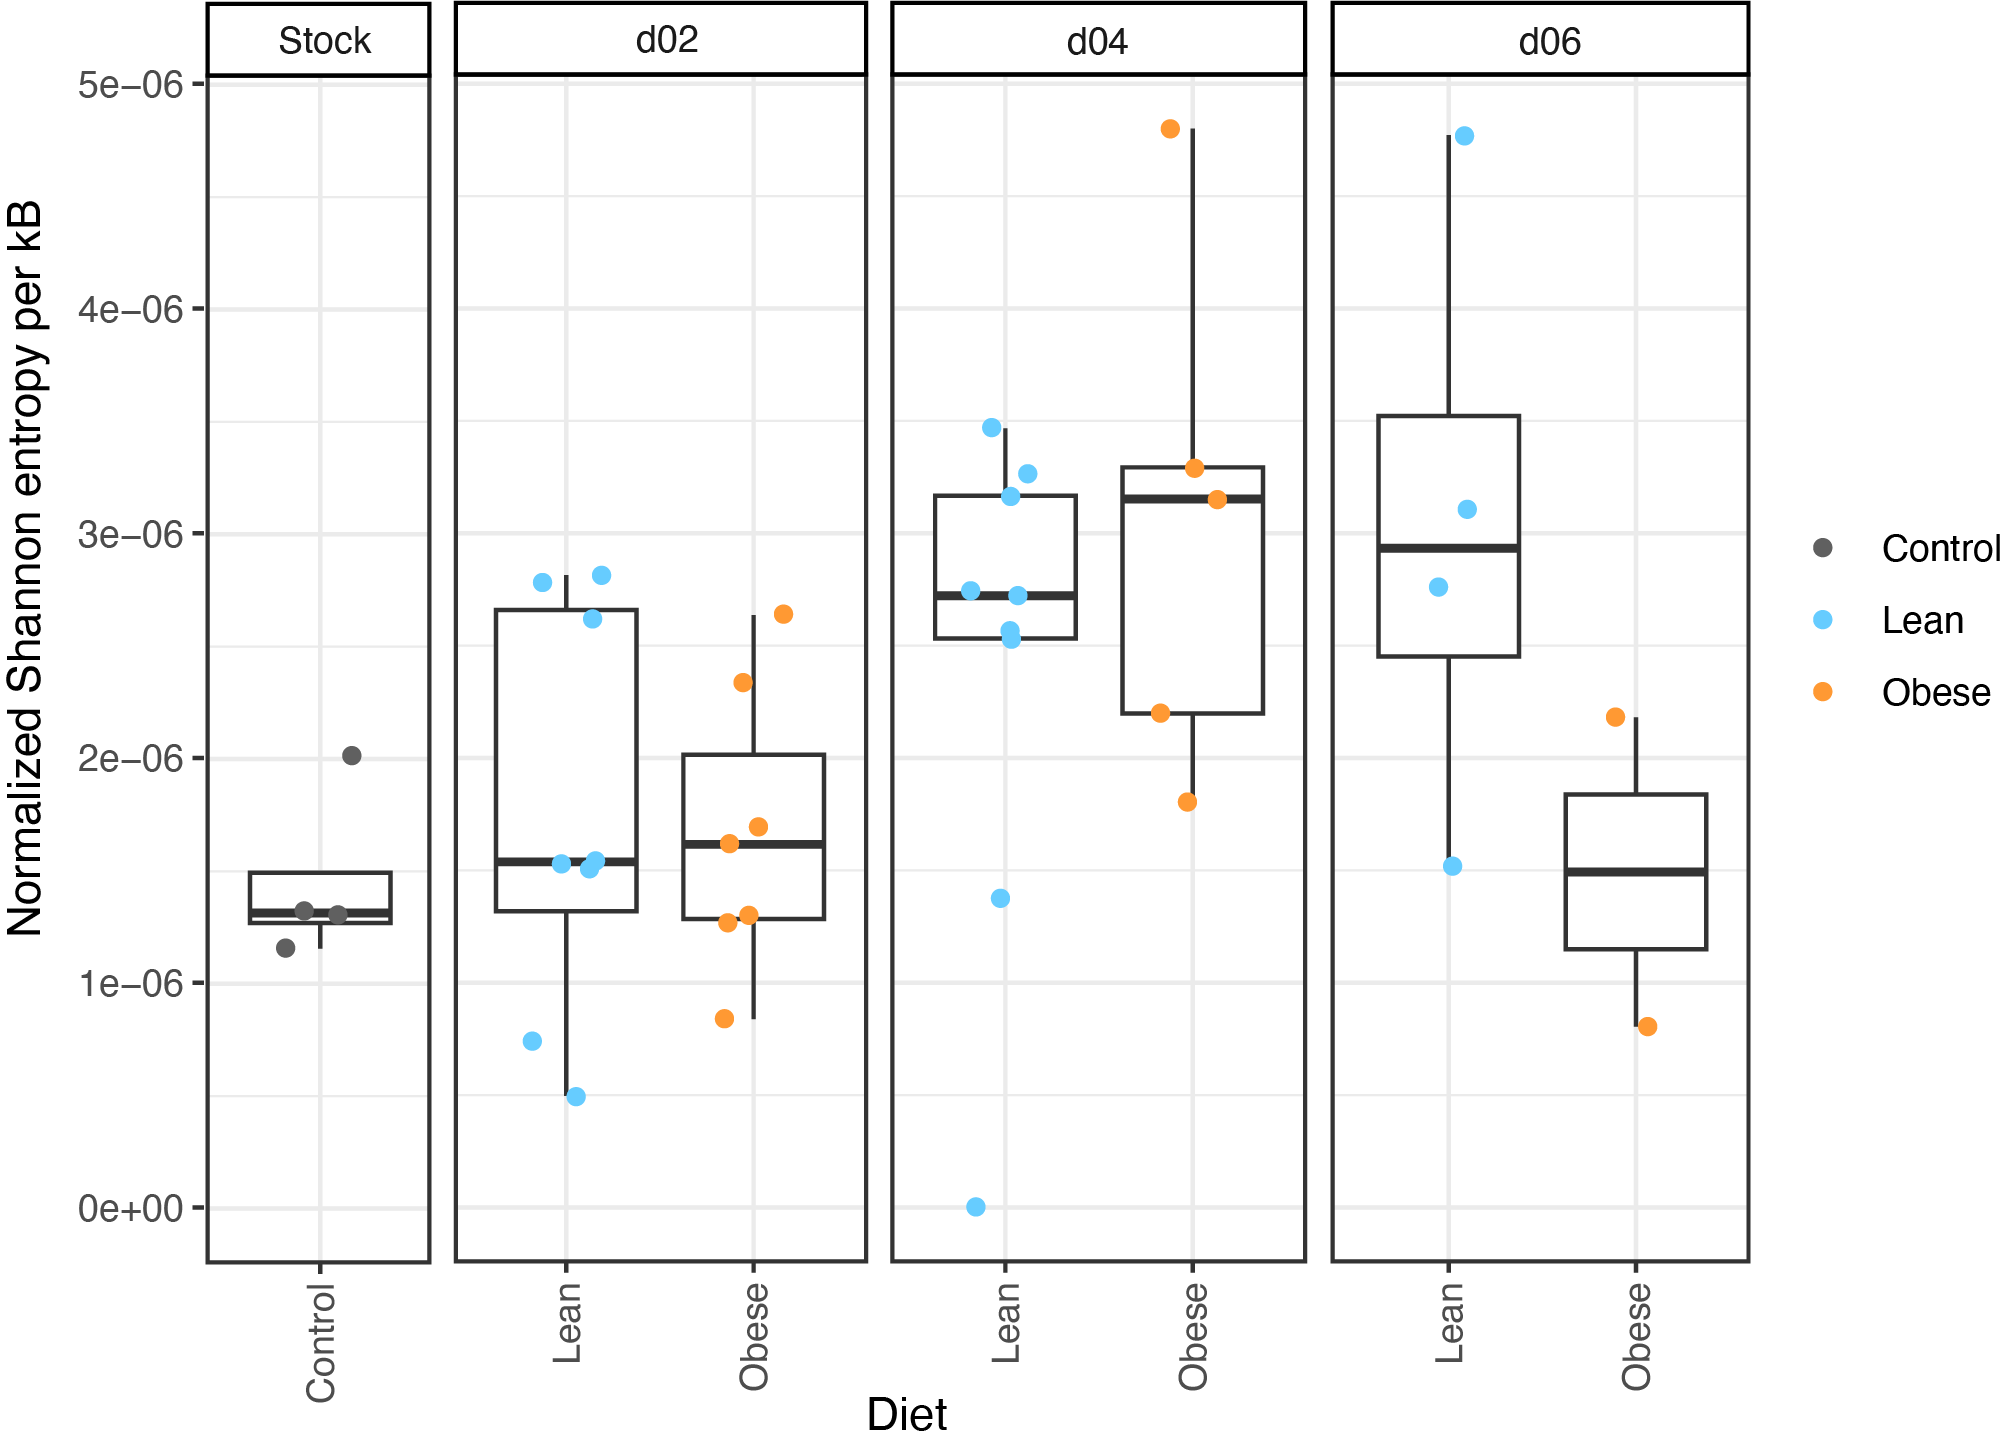 Stock d02 d04 d06
5e−06
4e−06
3e−06
2e−06
1e−06
0e+00
Normalized Shannon entropy per kB
Control Lean Obese Lean Obese Lean Obese
Diet
Control
Lean
Obese